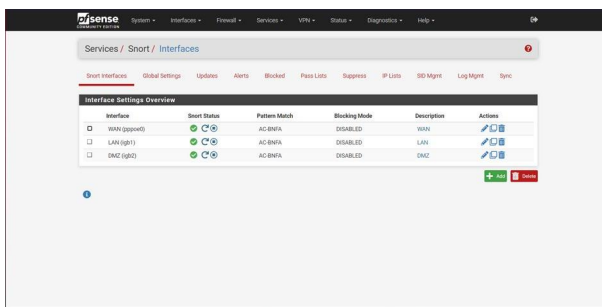 pfsense System Interfaces Firewall Services VPN Status Diagnostics Help
COMMUNITY EDITION
Services / Snort / Interfaces
Snort Interfaces Global Settings Updates Alerts Blocked Pass Lists Suppress IP Lists SID Mgmt Log Mgmt Sync
Interface Settings Overview
Interface Snort Status Pattern Match Blocking Mode Description Actions
WAN (pppoe0) AC-BNFA DISABLED WAN
LAN (igb1) AC-BNFA DISABLED LAN
DMZ (igb2) AC-BNFA DISABLED DMZ
Add Delete